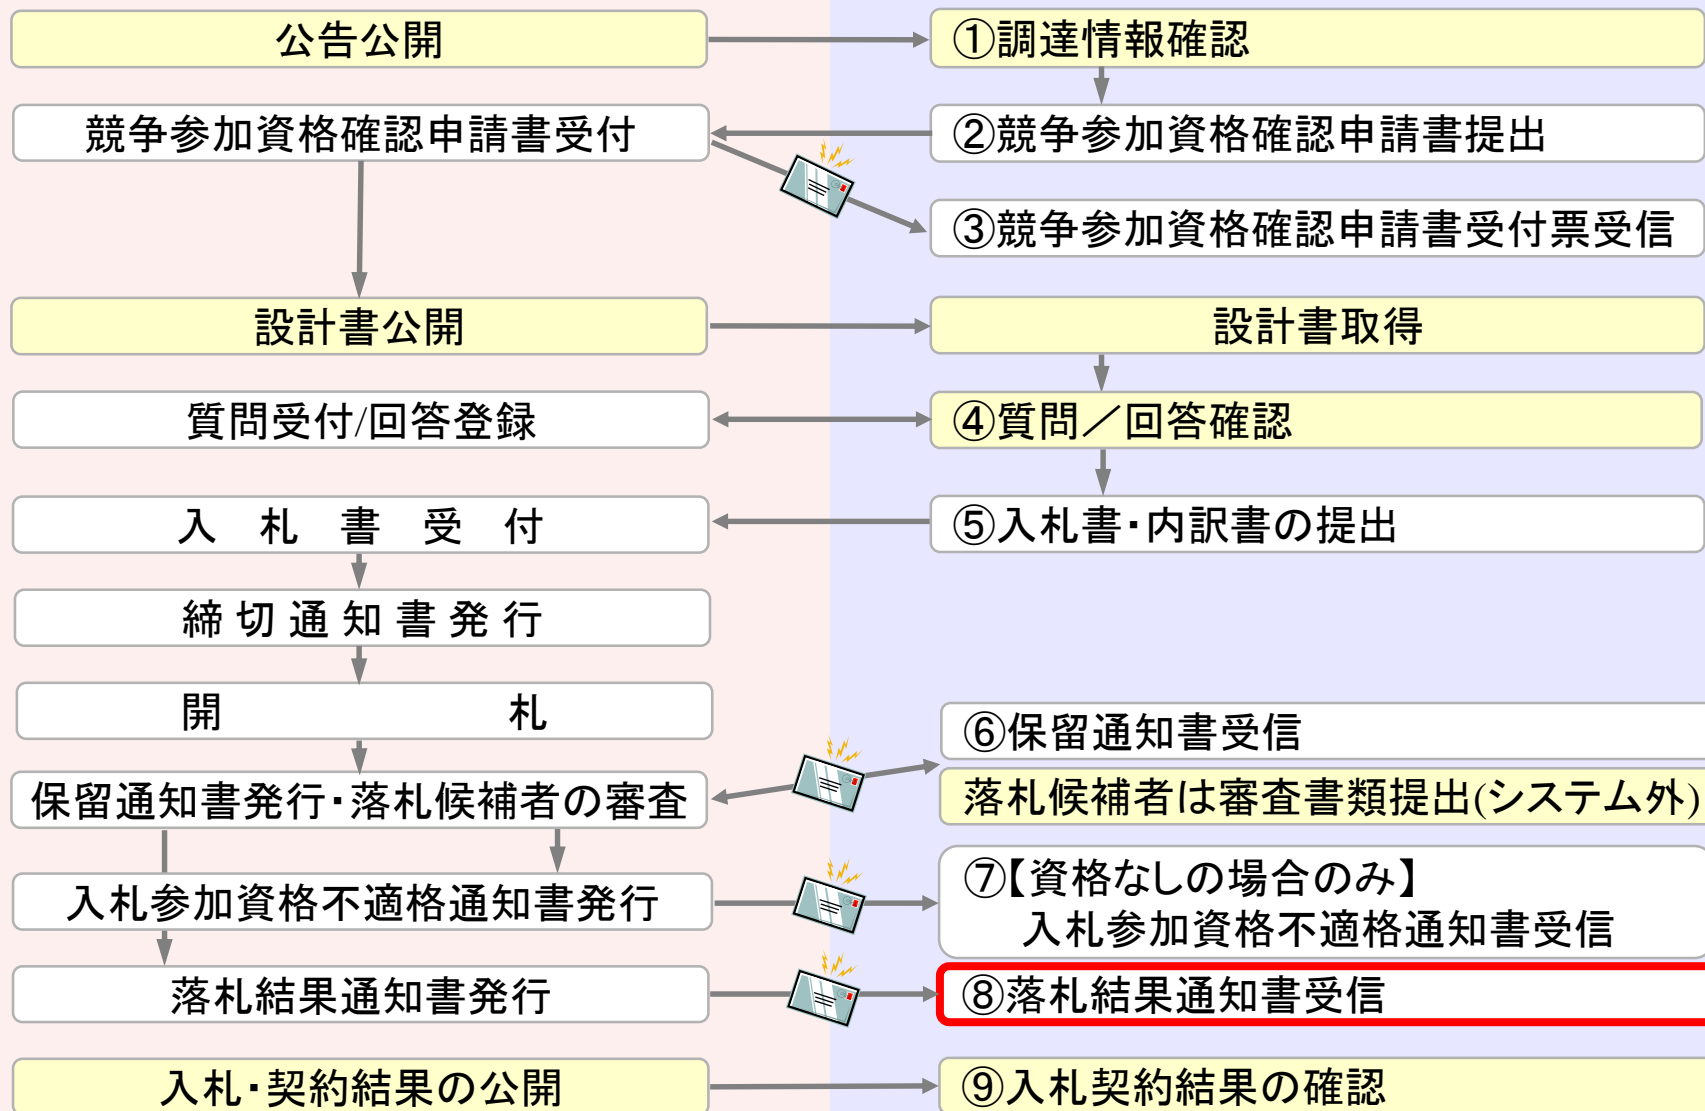 公告公開
①調達情報確認
競争参加資格確認申請書受付
②競争参加資格確認申請書提出
③競争参加資格確認申請書受付票受信
設計書公開
設計書取得
質問受付/回答登録
④質問／回答確認
入　札　書　受　付
⑤入札書・内訳書の提出
締 切 通 知 書 発 行
開　　　　　　　札
⑥保留通知書受信
保留通知書発行・落札候補者の審査
落札候補者は審査書類提出(システム外)
入札参加資格不適格通知書発行
⑦【資格なしの場合のみ】
入札参加資格不適格通知書受信
落札結果通知書発行
⑧落札結果通知書受信
入札・契約結果の公開
⑨入札契約結果の確認